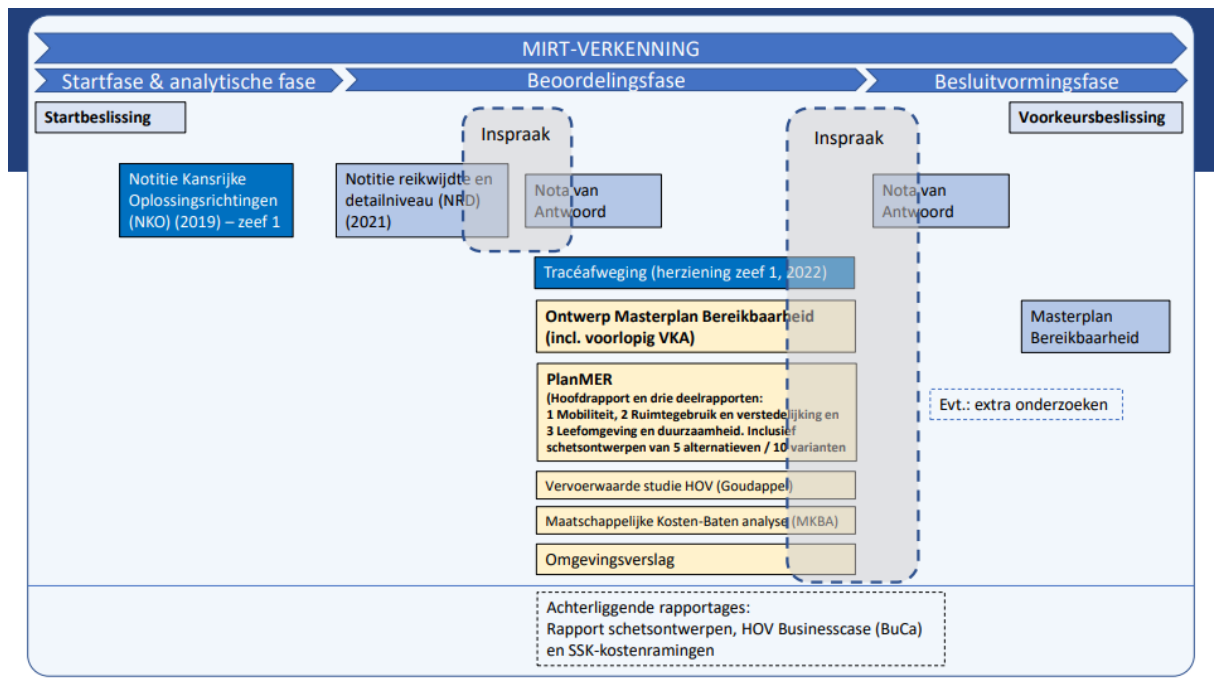 MIRT-VERKENNING
Startfase & analytische fase
Beoordelingsfase
Besluitvormingsfase
Startbeslissing
Voorkeursbeslissing
Inspraak
Inspraak
Notitie Kansrijke
Oplossingsrichtingen
(NKO) (2019) – zeef 1
Notitie reikwijdte en
detailniveau (NRD)
(2021)
Nota van
Antwoord
Nota van
Antwoord
Tracéafweging (herziening zeef 1, 2022)
Ontwerp Masterplan Bereikbaarheid
(incl. voorlopig VKA)
Masterplan
Bereikbaarheid
PlanMER
(Hoofdrapport en drie deelrapporten:
1 Mobiliteit, 2 Ruimtegebruik en verstedelijking en
3 Leefomgeving en duurzaamheid. Inclusief
schetsontwerpen van 5 alternatieven / 10 varianten
Evt.: extra onderzoeken
Vervoerwaarde studie HOV (Goudappel)
Maatschappelijke Kosten-Baten analyse (MKBA)
Omgevingsverslag
Achterliggende rapportages:
Rapport schetsontwerpen, HOV Businesscase (BuCa)
en SSK-kostenramingen